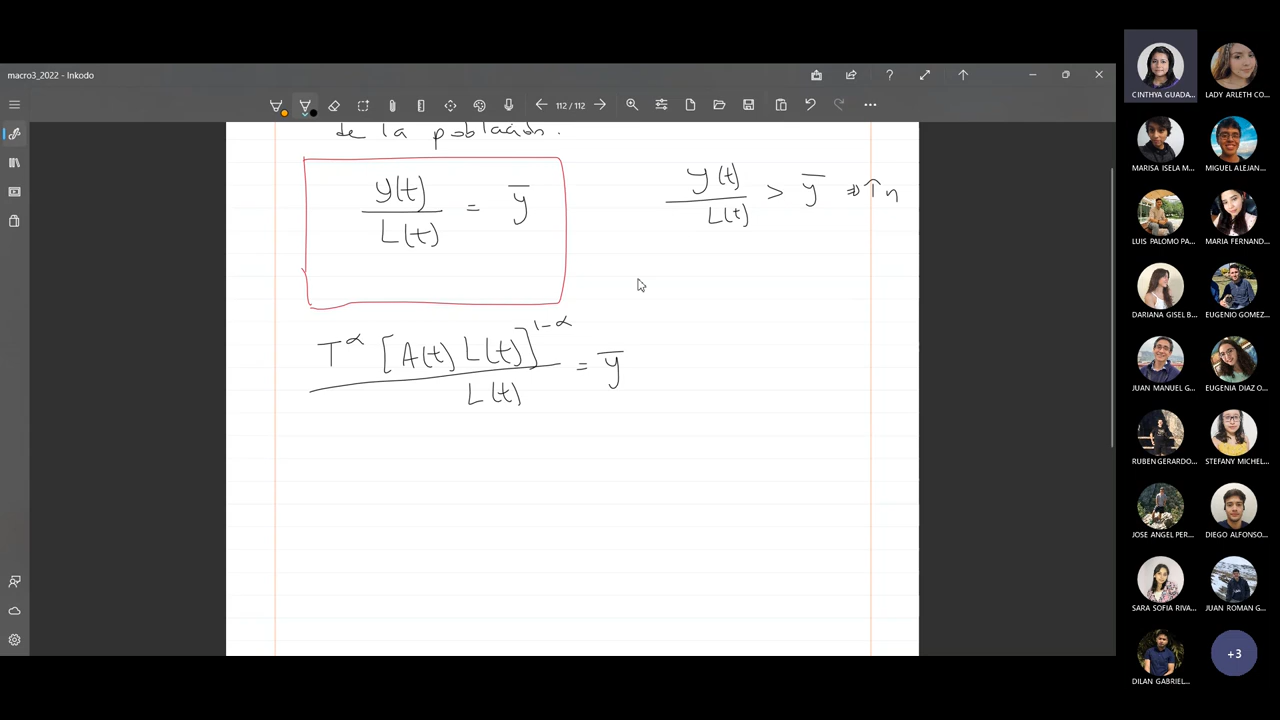 macro3_2022 - Inkodo
112 / 112
de la población.
y(t) / L(t) = ȳ
y(t) / L(t) > ȳ ⇒ ↑n
T^α [A(t) L(t)]^1-α / L(t) = ȳ
CINTHYA GUADA...
LADY ARLETH CO...
MARISA ISELA M...
MIGUEL ALEJAN...
LUIS PALOMO PA...
MARIA FERNAND...
DARIANA GISEL B...
EUGENIO GOMEZ...
JUAN MANUEL G...
EUGENIA DIAZ O...
RUBEN GERARDO...
STEFANY MICHEL...
JOSE ANGEL PER...
DIEGO ALFONSO...
SARA SOFIA RIVA...
JUAN ROMAN G...
DILAN GABRIEL...
+3